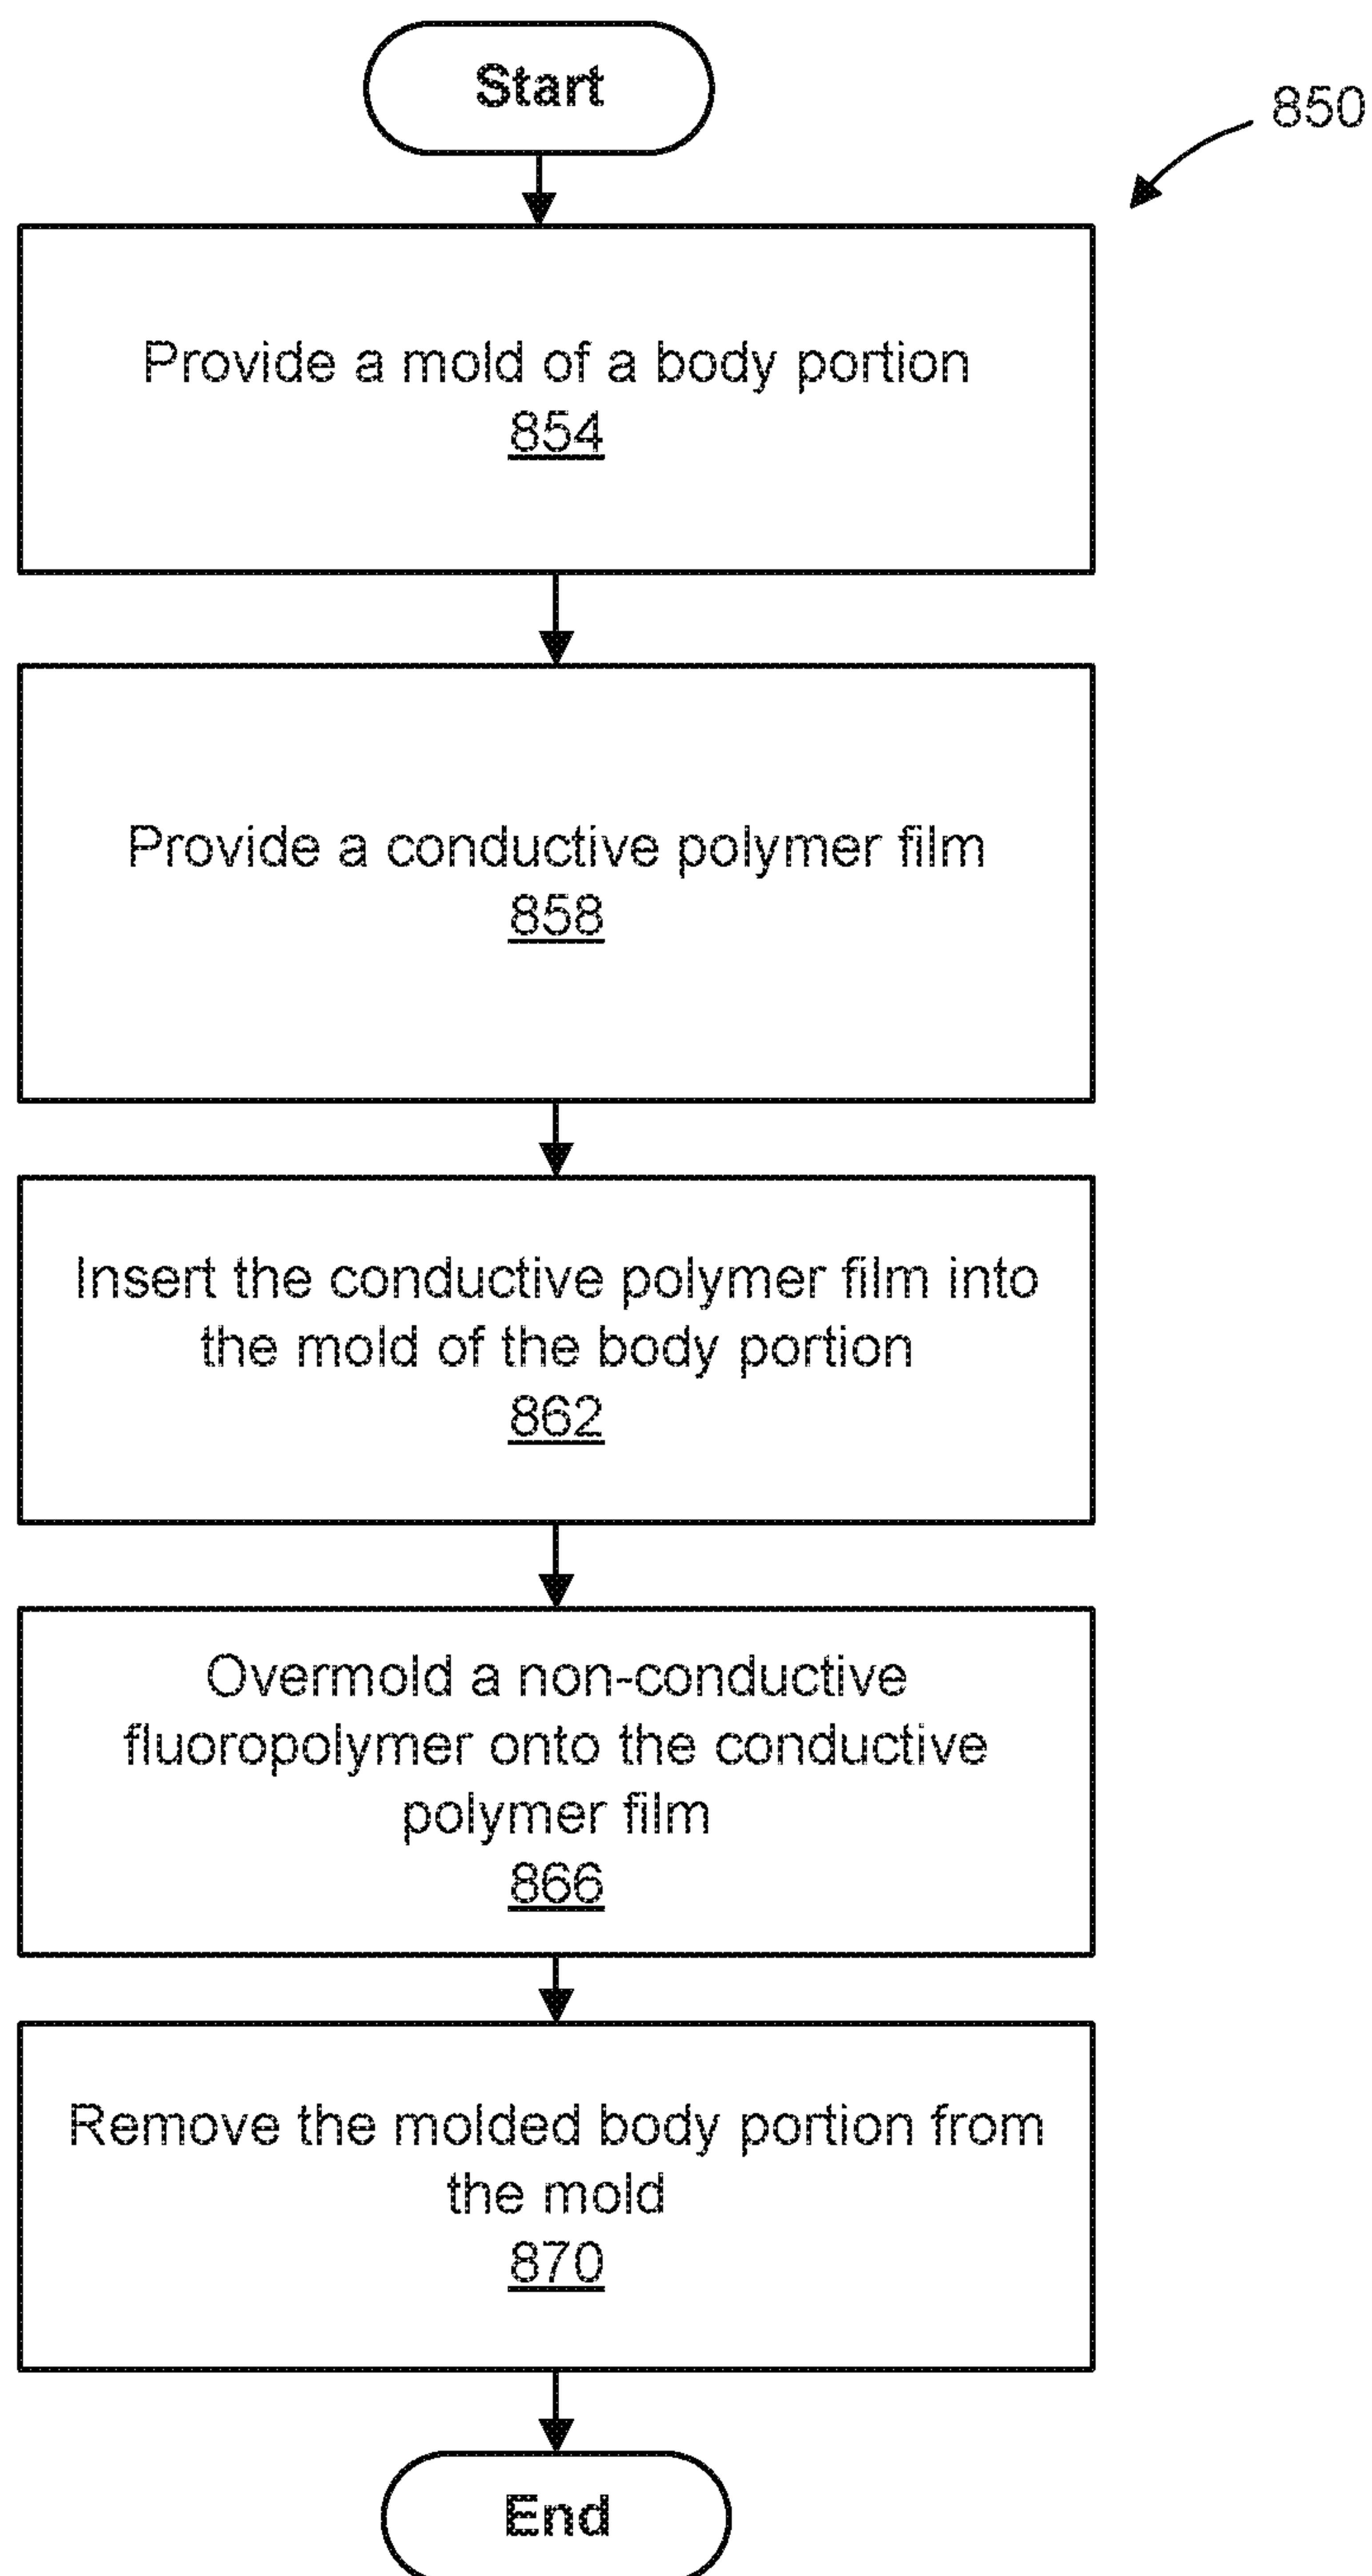 Start
850
Provide a mold of a body portion
854
Provide a conductive polymer film
858
Insert the conductive polymer film into
the mold of the body portion
862
Overmold a non-conductive
fluoropolymer onto the conductive
polymer film
866
Remove the molded body portion from
the mold
870
End